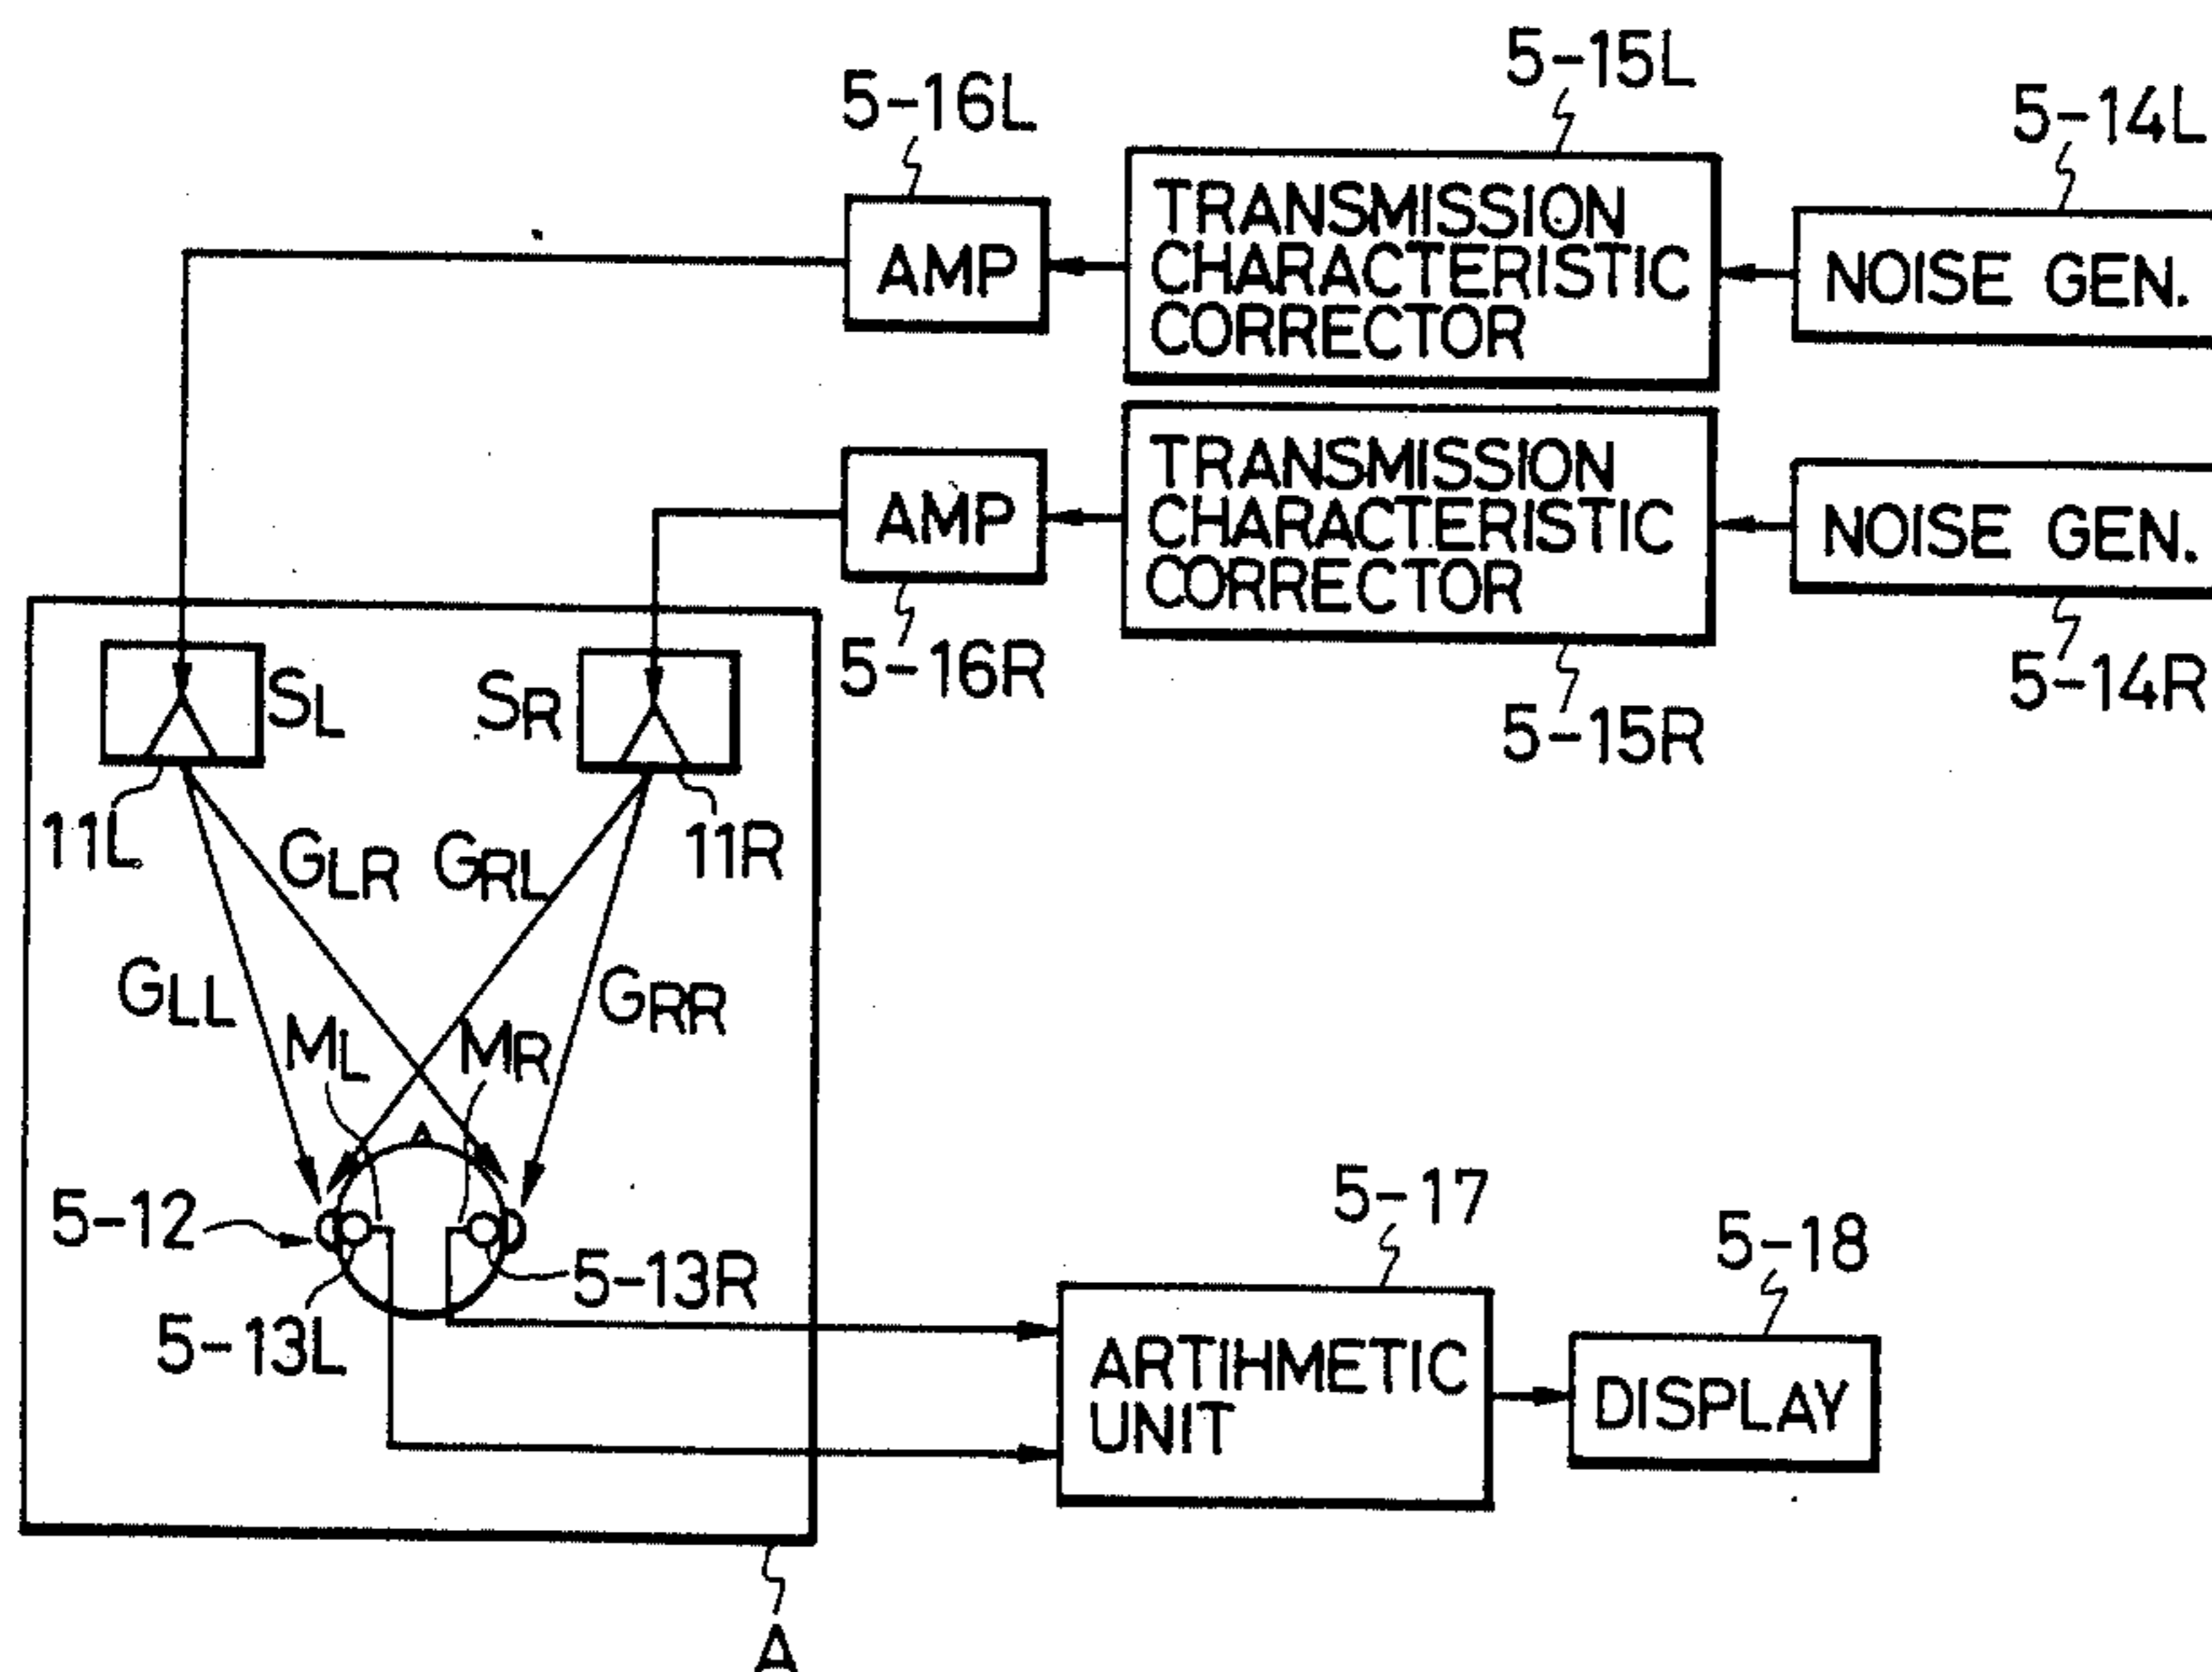 5-15L
5-16L
5-14L
AMP
TRANSMISSION
CHARACTERISTIC
CORRECTOR
NOISE GEN.
AMP
TRANSMISSION
CHARACTERISTIC
CORRECTOR
NOISE GEN.
5-16R
5-15R
5-14R
SL
SR
11L
11R
GLR
GRL
GLL
GRR
ML
MR
5-12
5-13R
5-13L
5-17
5-18
ARTIHMETIC
UNIT
DISPLAY
A